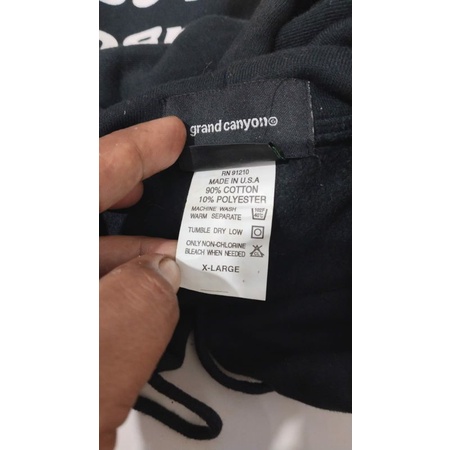 grand canyon©
RN 91210
MADE IN U.S.A
90% COTTON
10% POLYESTER
MACHINE WASH
WARM SEPARATE
TUMBLE DRY LOW
ONLY NON-CHLORINE
BLEACH WHEN NEEDED
X-LARGE